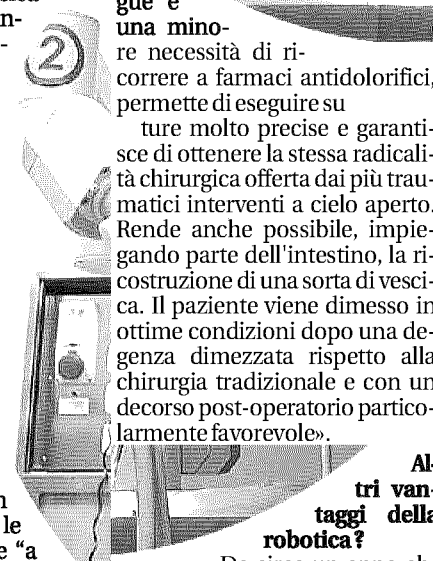 n-
-
2
gue e
una mino-
re necessità di ri-
correre a farmaci antidolorifici,
permette di eseguire su
ture molto precise e garanti-
sce di ottenere la stessa radicali-
tà chirurgica offerta dai più trau-
matici interventi a cielo aperto.
Rende anche possibile, impie-
gando parte dell'intestino, la ri-
costruzione di una sorta di vesci-
ca. Il paziente viene dimesso in
ottime condizioni dopo una de-
genza dimezzata rispetto alla
chirurgia tradizionale e con un
decorso post-operatorio partico-
larmente favorevole».
Al-
tri van-
taggi della
robotica?
n
le
e "a